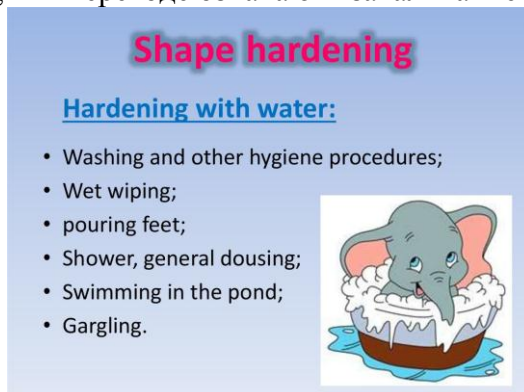 Shape hardening
Hardening with water:
• Washing and other hygiene procedures;
• Wet wiping;
• pouring feet;
• Shower, general dousing;
• Swimming in the pond;
• Gargling.